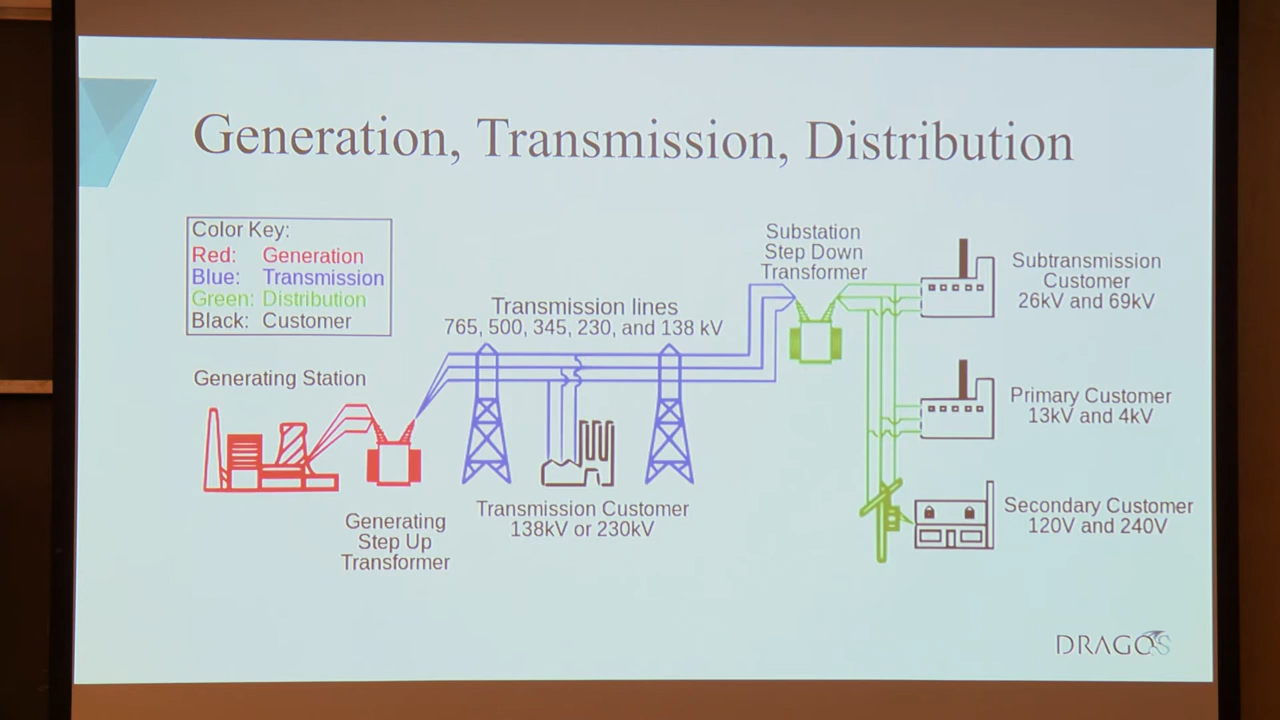 Generation, Transmission, Distribution
Color Key:
Red: Generation
Blue: Transmission
Green: Distribution
Black: Customer
Generating Station
Generating
Step Up
Transformer
Transmission lines
765, 500, 345, 230, and 138 kV
Transmission Customer
138kV or 230kV
Substation
Step Down
Transformer
Subtransmission
Customer
26kV and 69kV
Primary Customer
13kV and 4kV
Secondary Customer
120V and 240V
DRAGOS